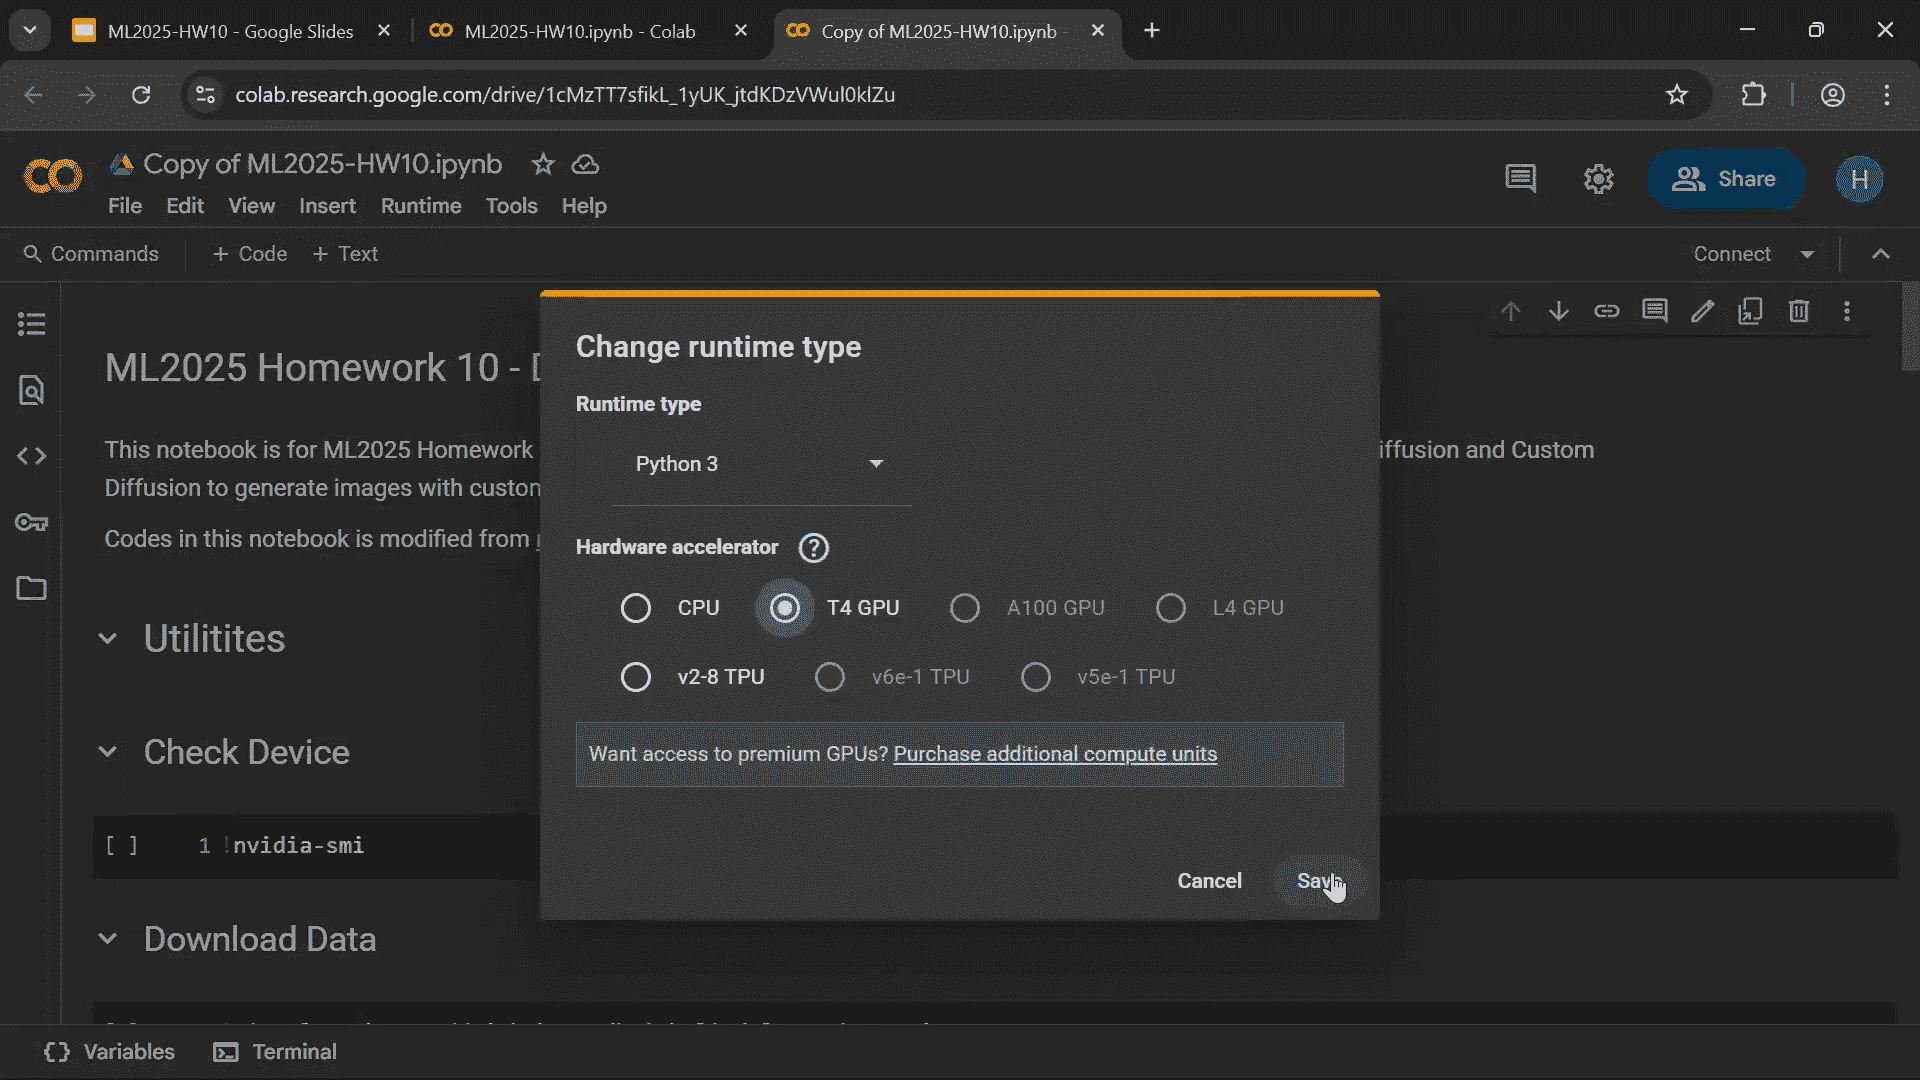 ML2025-HW10 - Google Slides
ML2025-HW10.ipynb - Colab
Copy of ML2025-HW10.ipynb -
colab.research.google.com/drive/1cMzTT7sfikL_1yUK_jtdKDzVWul0klZu
Copy of ML2025-HW10.ipynb
File Edit View Insert Runtime Tools Help
Share
H
Commands + Code + Text
Connect
ML2025 Homework 10 -
This notebook is for ML2025 Homework
iffusion and Custom
Diffusion to generate images with custom
Codes in this notebook is modified from
Utilitites
Check Device
[ ] 1 !nvidia-smi
Download Data
Change runtime type
Runtime type
Python 3
Hardware accelerator ?
CPU T4 GPU A100 GPU L4 GPU
v2-8 TPU v6e-1 TPU v5e-1 TPU
Want access to premium GPUs? Purchase additional compute units
Cancel Save
{} Variables Terminal